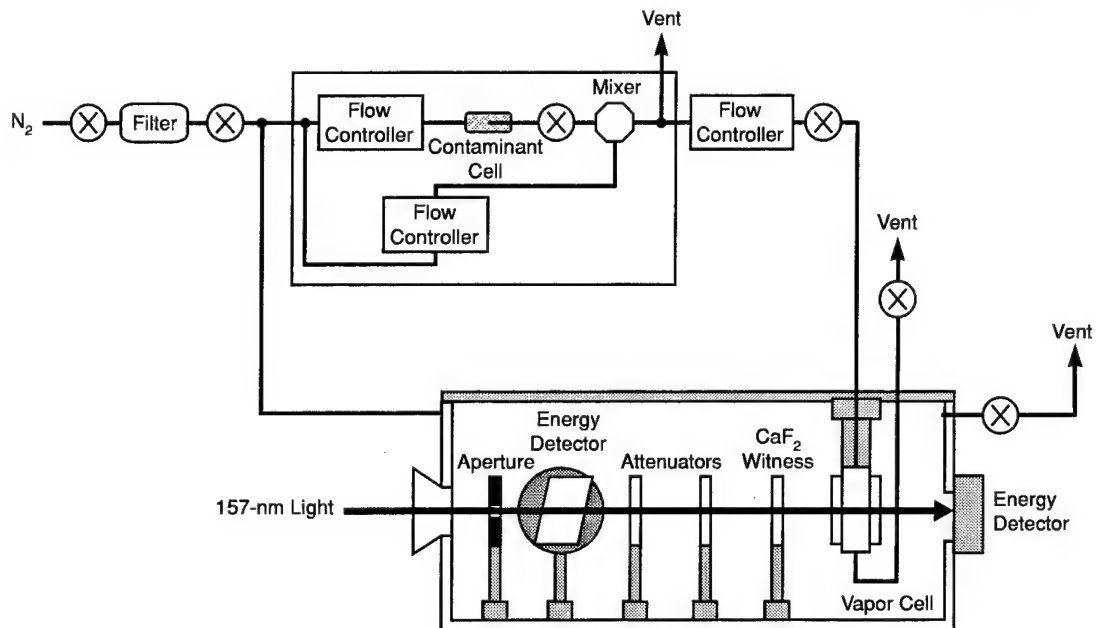 Vent
Mixer
N2
Filter
Flow
Controller
Contaminant
Cell
Flow
Controller
Flow
Controller
Vent
Vent
Energy
Detector
CaF2
Witness
Aperture
Attenuators
157-nm Light
Energy
Detector
Vapor Cell